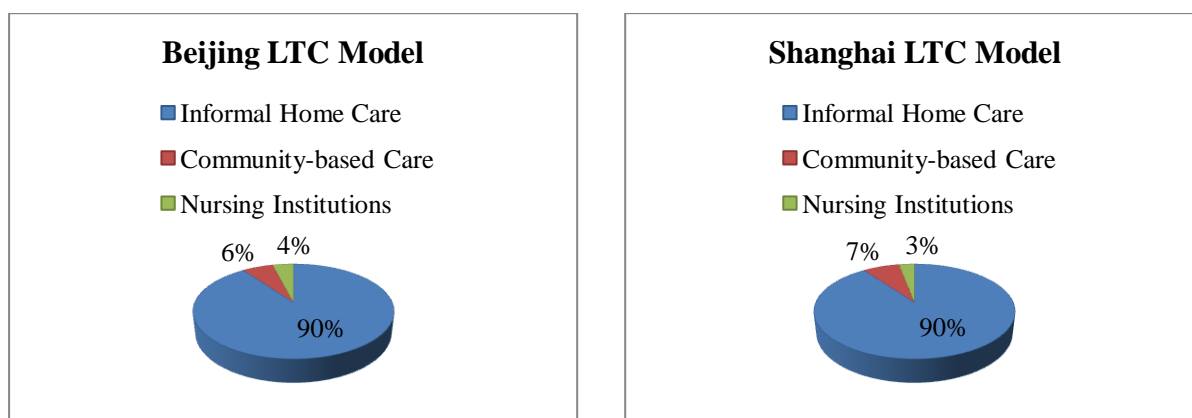 Beijing LTC Model
Informal Home Care
Community-based Care
Nursing Institutions
6%
4%
90%
Shanghai LTC Model
Informal Home Care
Community-based Care
Nursing Institutions
7%
3%
90%